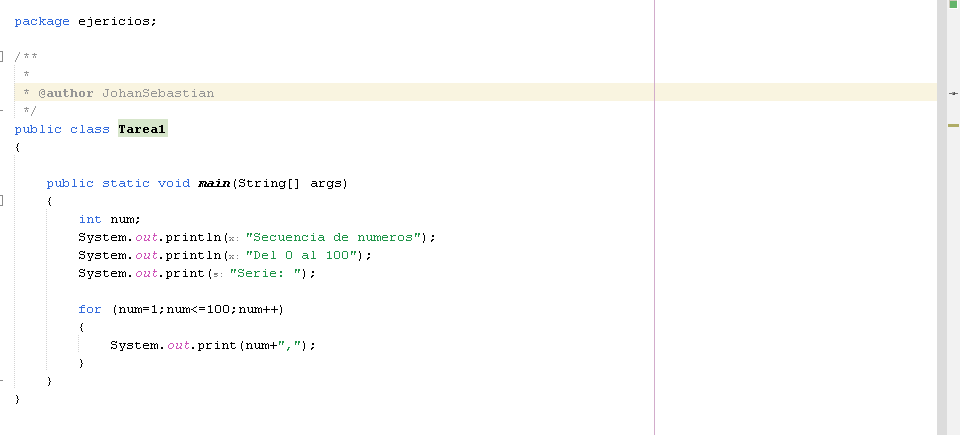 package ejericios;
/**
*
* @author JohanSebastian
*/
public class Tarea1
{
public static void main(String[] args)
{
int num;
System.out.println(x: "Secuencia de numeros");
System.out.println(x: "Del 0 al 100");
System.out.print(s: "Serie: ");
for (num=1;num<=100;num++)
{
System.out.print(num+",");
}
}
}